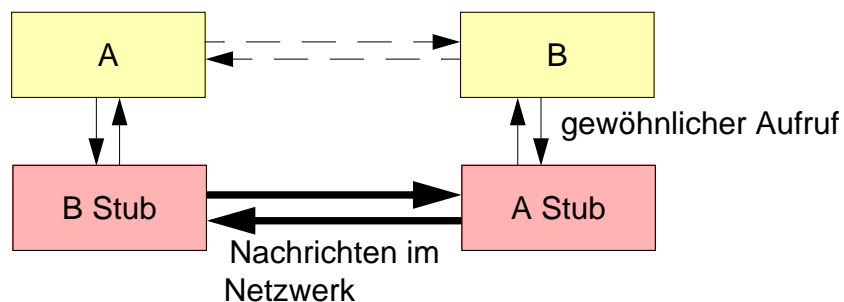 A
B
gewöhnlicher Aufruf
B Stub
A Stub
Nachrichten im
Netzwerk